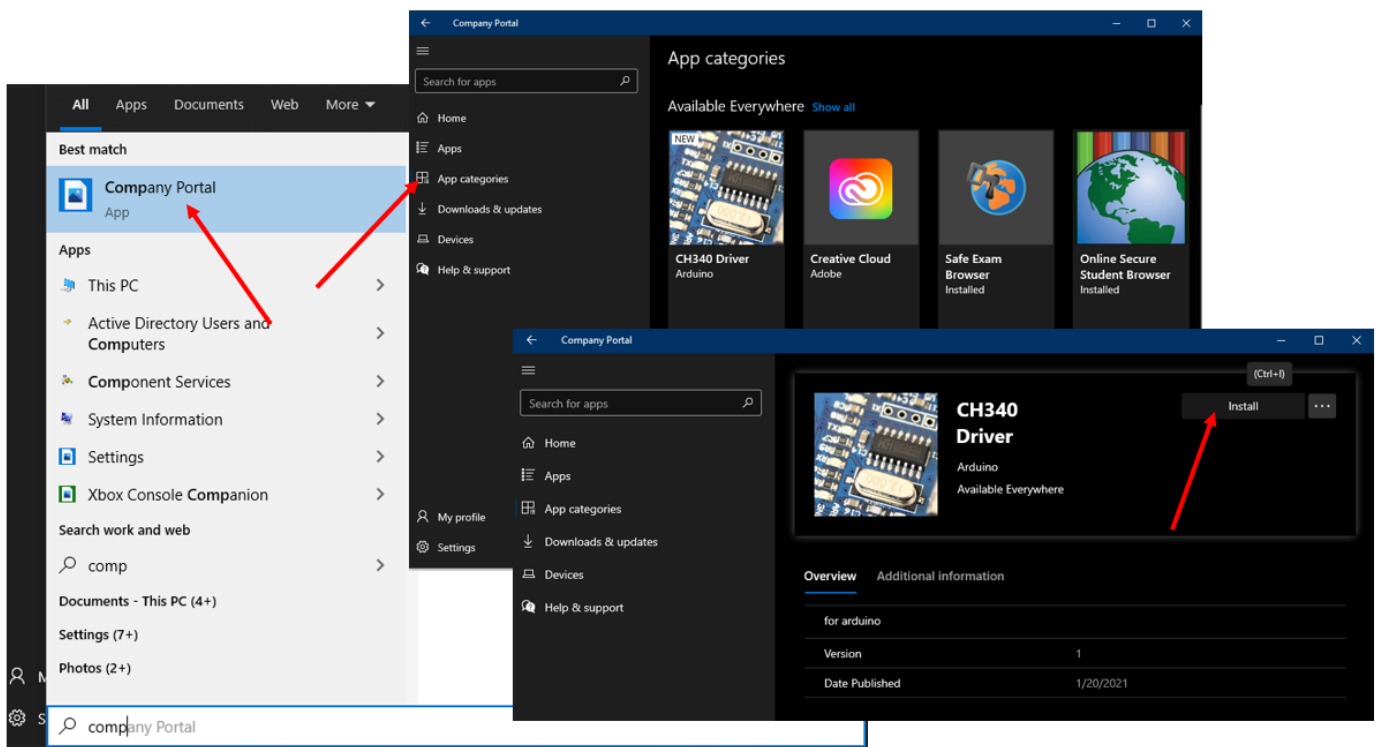 All Apps Documents Web More
Best match
Company Portal
App
Apps
This PC
Active Directory Users and
Computers
Component Services
System Information
Settings
Xbox Console Companion
Search work and web
comp
Documents - This PC (4+)
Settings (7+)
Photos (2+)
M
S
company Portal
Company Portal
Search for apps
Home
Apps
App categories
Downloads & updates
Devices
Help & support
My profile
Settings
App categories
Available Everywhere Show all
NEW
CH340 Driver
Arduino
Creative Cloud
Adobe
Safe Exam
Browser
Installed
Online Secure
Student Browser
Installed
Company Portal
Search for apps
Home
Apps
App categories
Downloads & updates
Devices
Help & support
(Ctrl+I)
CH340
Driver
Arduino
Available Everywhere
Install
Overview Additional information
for arduino
Version 1
Date Published 1/20/2021